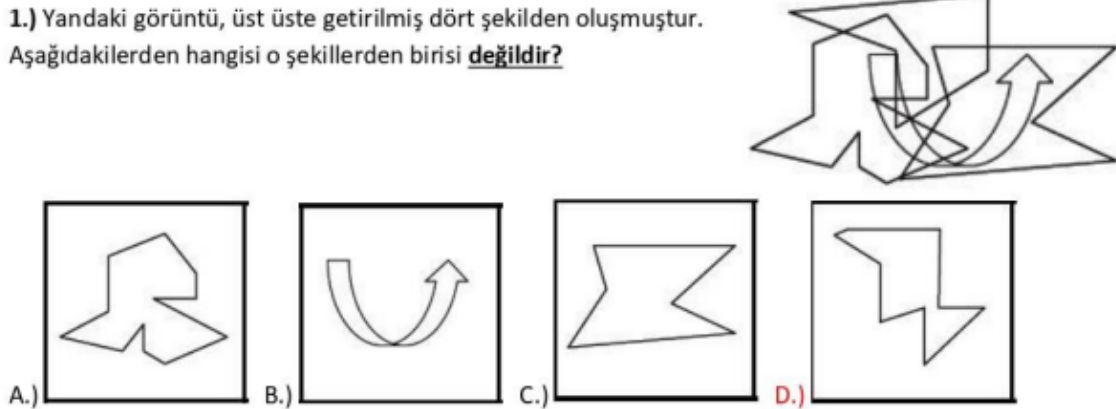 1.) Yandaki görüntü, üst üste getirilmiş dört şekilden oluşmuştur.
Aşağıdakilerden hangisi o şekillerden birisi değildir?
A.) B.) C.) D.)